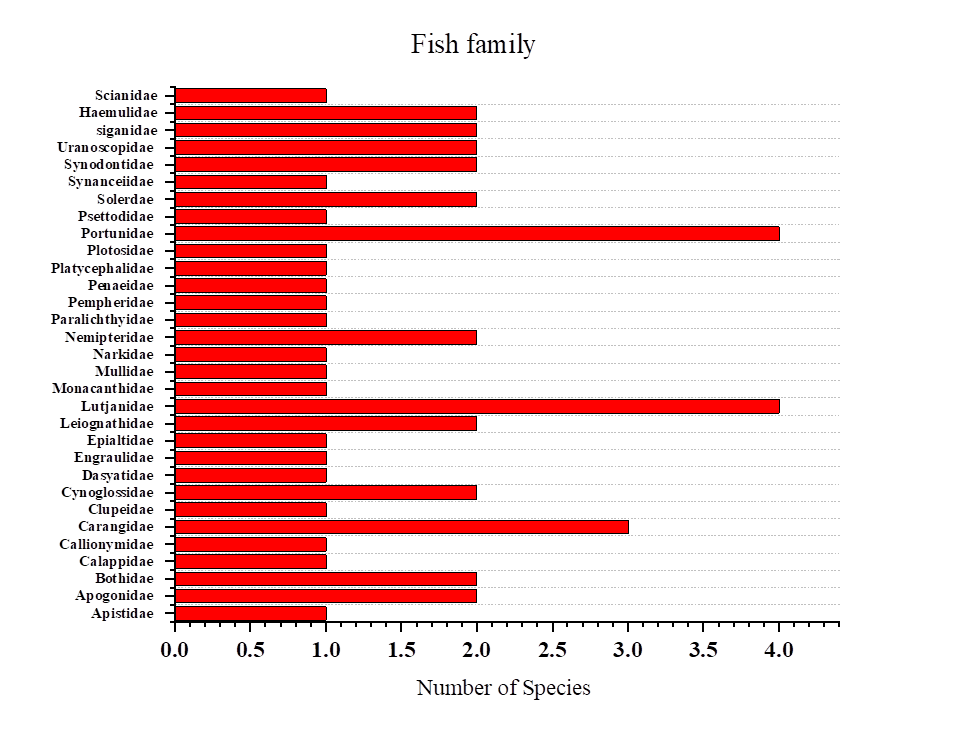 Fish family
Scianidae
Haemulidae
siganidae
Uranoscopidae
Synodontidae
Synanceiidae
Solerdae
Psettodidae
Portunidae
Plotosidae
Platycephalidae
Penaeidae
Pempheridae
Paralichthyidae
Nemipteridae
Narkidae
Mullidae
Monacanthidae
Lutjanidae
Leiognathidae
Epialtidae
Engraulidae
Dasyatidae
Cynoglossidae
Clupeidae
Carangidae
Callionymidae
Calappidae
Bothidae
Apogonidae
Apistidae
0.0 0.5 1.0 1.5 2.0 2.5 3.0 3.5 4.0
Number of Species